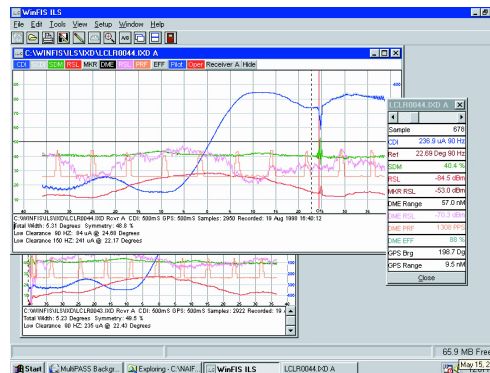 WinFIS ILS
File Edit Tools View Setup Window Help
C:\WINFIS\ILS\IXD\LCLR0044.IXD A
CDI SDM RSL MKR DME RSL PRF EFF Pilot Oper Receiver A Hide
C:\WINFIS\ILS\IXD\LCLR0044.IXD A CDI: 500mS GPS: 500mS Samples: 2950 Recorded: 19 Aug 1998 16:40:12
Total Width: 5.31 Degrees Symmetry: 48.8 %
Low Clearance 90 HZ: 84 uA @ 24.68 Degrees
Low Clearance 150 HZ: 241 uA @ 22.17 Degrees
LCLR0044.IXD A
Sample 678
CDI 236.9 uA 90 Hz
Ref 22.69 Deg 90 Hz
SDM 40.4 %
RSL -84.5 dBm
MKR RSL -53.0 dBm
DME Range 57.0 nM
DME RSL -70.3 dBm
DME PRF 1308 PPS
DME EFF 88 %
GPS Brg 198.7 Dg
GPS Range 9.5 nM
Close
C:\WINFIS\ILS\IXD\LCLR0043.IXD Rcvr A CDI: 500mS GPS: 500mS Samples: 2922 Recorded: 19
Total Width: 5.23 Degrees Symmetry: 49.5 %
Low Clearance 90 HZ: 235 uA @ 22.43 Degrees
65.9 MB Free
Start MultiPASS Backgr... Exploring - C:\WAIF... WinFIS ILS LCLR0044.IXD A
May 15, 2